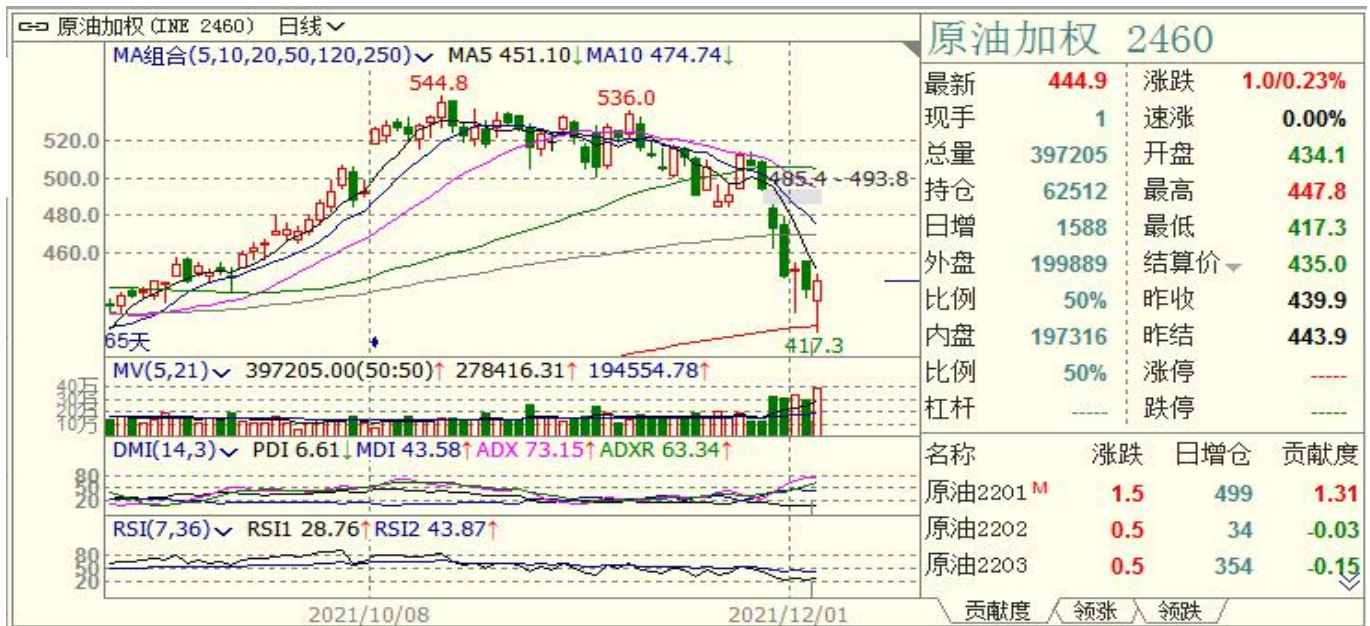 原油加权(INE 2460) 日线
MA组合(5,10,20,50,120,250) MA5 451.10↓MA10 474.74↓
544.8
536.0
520.0
500.0
485.4 - 493.8
480.0
460.0
65天
417.3
MV(5,21) 397205.00(50:50)↑ 278416.31↑ 194554.78↑
40万
10万
DMI(14,3) PDI 6.61↓MDI 43.58↑ADX 73.15↑ADXR 63.34↑
80
50
20
RSI(7,36) RSI1 28.76↑RSI2 43.87↑
80
50
20
2021/10/08 2021/12/01
原油加权 2460
最新 444.9 涨跌 1.0/0.23%
现手 1 速涨 0.00%
总量 397205 开盘 434.1
持仓 62512 最高 447.8
日增 1588 最低 417.3
外盘 199889 结算价 435.0
比例 50% 昨收 439.9
内盘 197316 昨结 443.9
比例 50% 涨停 -----
杠杆 ----- 跌停 -----
名称 涨跌 日增仓 贡献度
原油2201 M 1.5 499 1.31
原油2202 0.5 34 -0.03
原油2203 0.5 354 -0.15
贡献度 领涨 领跌